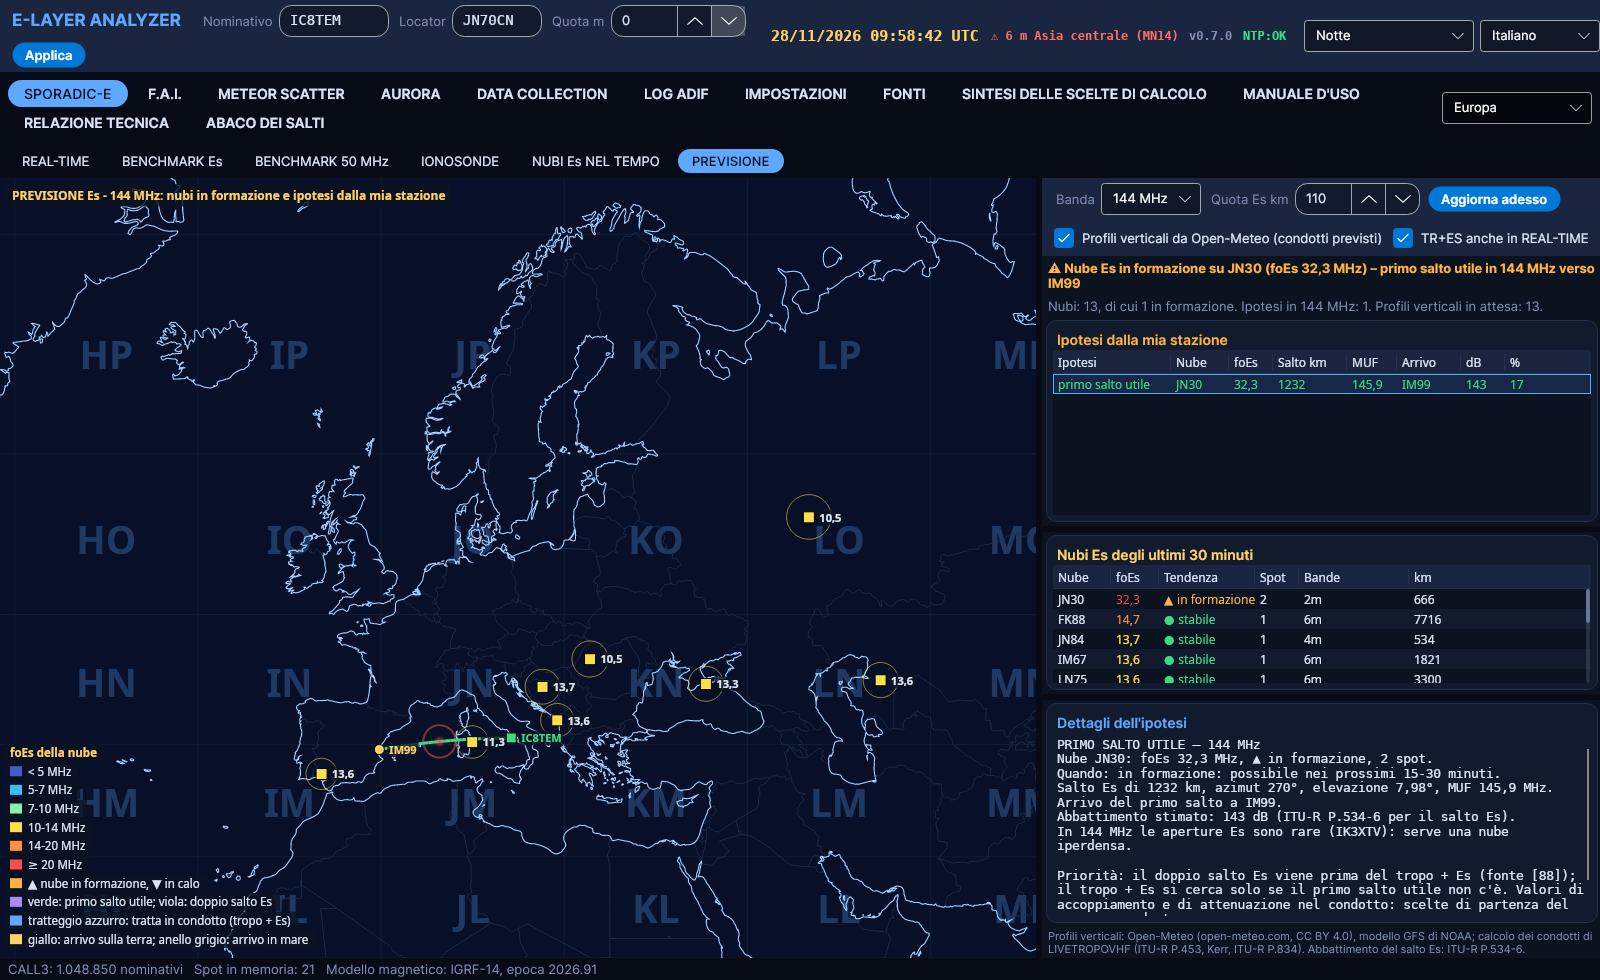 E-LAYER ANALYZER
Nominativo IC8TEM Locator JN70CN Quota m 0
28/11/2026 09:58:42 UTC ⚠ 6 m Asia centrale (MN14) v0.7.0 NTP:OK
Notte
Italiano
Applica
SPORADIC-E F.A.I. METEOR SCATTER AURORA DATA COLLECTION LOG ADIF IMPOSTAZIONI FONTI SINTESI DELLE SCELTE DI CALCOLO MANUALE D'USO
RELAZIONE TECNICA ABACO DEI SALTI
Europa
REAL-TIME BENCHMARK Es BENCHMARK 50 MHz IONOSONDE NUBI Es NEL TEMPO PREVISIONE
PREVISIONE Es - 144 MHz: nubi in formazione e ipotesi dalla mia stazione
HP IP JP KP LP
HO IO JO KO LO
HN IN JN KN LN
HM IM JM KM LM
JL KL
10,5
10,5
13,7
13,3
13,6
13,6
11,3
IC8TEM
IM99
13,6
foEs della nube
< 5 MHz
5-7 MHz
7-10 MHz
10-14 MHz
14-20 MHz
≥ 20 MHz
▲ nube in formazione, ▼ in calo
verde: primo salto utile; viola: doppio salto Es
tratteggio azzurro: tratta in condotto (tropo + Es)
giallo: arrivo sulla terra; anello grigio: arrivo in mare
Banda 144 MHz Quota Es km 110 Aggiorna adesso
Profili verticali da Open-Meteo (condotti previsti) TR+ES anche in REAL-TIME
⚠ Nube Es in formazione su JN30 (foEs 32,3 MHz) – primo salto utile in 144 MHz verso
IM99
Nubi: 13, di cui 1 in formazione. Ipotesi in 144 MHz: 1. Profili verticali in attesa: 13.
Ipotesi dalla mia stazione
Ipotesi Nube foEs Salto km MUF Arrivo dB %
primo salto utile JN30 32,3 1232 145,9 IM99 143 17
Nubi Es degli ultimi 30 minuti
Nube foEs Tendenza Spot Bande km
JN30 32,3 ▲ in formazione 2 2m 666
FK88 14,7 ● stabile 1 6m 7716
JN84 13,7 ● stabile 1 4m 534
IM67 13,6 ● stabile 1 6m 1821
LN75 13,6 ● stabile 1 6m 3300
Dettagli dell'ipotesi
PRIMO SALTO UTILE — 144 MHz
Nube JN30: foEs 32,3 MHz, ▲ in formazione, 2 spot.
Quando: in formazione: possibile nei prossimi 15-30 minuti.
Salto Es di 1232 km, azimut 270°, elevazione 7,98°, MUF 145,9 MHz.
Arrivo del primo salto a IM99.
Abbattimento stimato: 143 dB (ITU-R P.534-6 per il salto Es).
In 144 MHz le aperture Es sono rare (IK3XTV): serve una nube
iperdensa.
Priorità: il doppio salto Es viene prima del tropo + Es (fonte [88]);
il tropo + Es si cerca solo se il primo salto utile non c'è. Valori di
accoppiamento e di attenuazione nel condotto: scelte di partenza del
Profili verticali: Open-Meteo (open-meteo.com, CC BY 4.0), modello GFS di NOAA; calcolo dei condotti di
LIVETROPOVHF (ITU-R P.453, Kerr, ITU-R P.834). Abbattimento del salto Es: ITU-R P.534-6.
CALL3: 1.048.850 nominativi Spot in memoria: 21 Modello magnetico: IGRF-14, epoca 2026.91